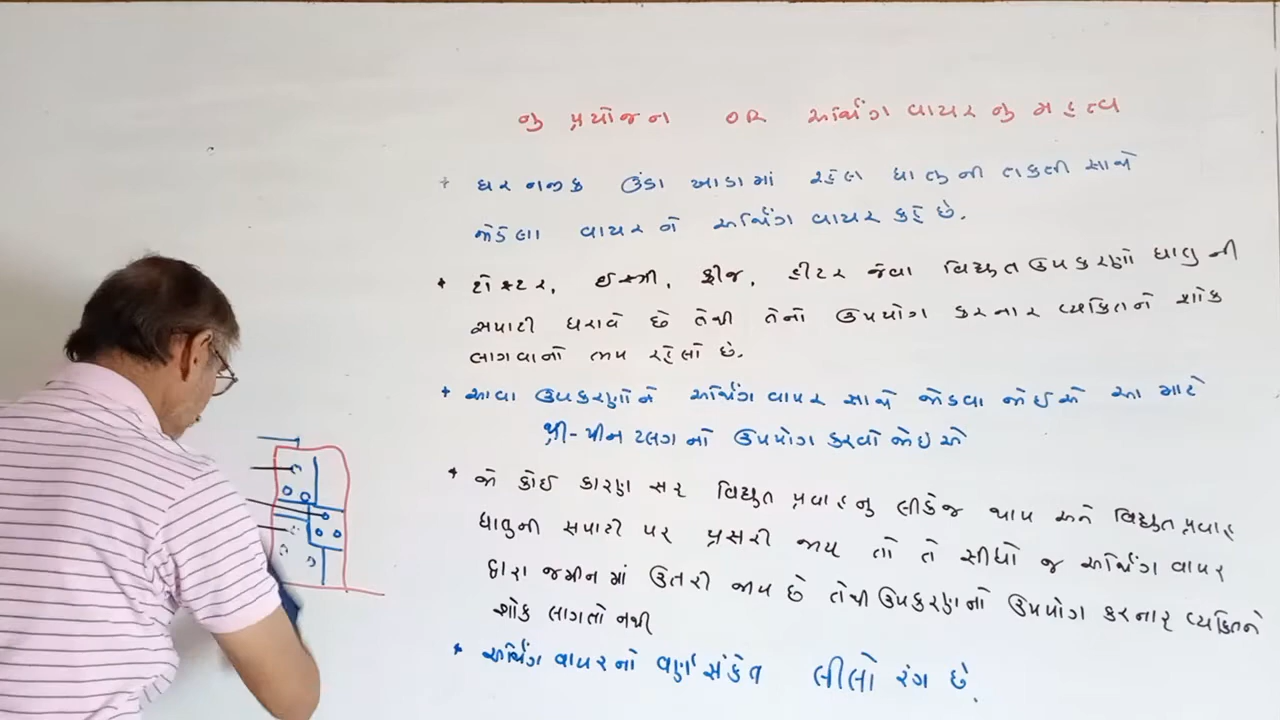 નુ પ્રયોજન OR અર્થિંગ વાયર નુ મહત્વ
* ઘર નજીક ઉંડા ખાડામાં રહેલ ધાતુની તકતી સાથે
જોડેલા વાયર ને અર્થિંગ વાયર કહે છે.
* ટોસ્ટર, ઈસ્ત્રી, ફ્રીજ, હીટર જેવા વિદ્યુત ઉપકરણો ધાતુ ની
સપાટી ધરાવે છે તેથી તેનો ઉપયોગ કરનાર વ્યકિતને શોક
લાગવાનો ભય રહેલો છે.
* આવા ઉપકરણોને અર્થિંગ વાયર સાથે જોડવા જોઈએ આ માટે
થ્રી-પીન પ્લગ નો ઉપયોગ કરવો જોઈએ
* જો કોઈ કારણ સર વિદ્યુત પ્રવાહનુ લીકેજ થાય અને વિદ્યુત પ્રવાહ
ધાતુની સપાટી પર પ્રસરી જાય તો તે સીધો જ અર્થિંગ વાયર
દ્વારા જમીન માં ઉતરી જાય છે તેથી ઉપકરણનો ઉપયોગ કરનાર વ્યકિતને
શોક લાગતો નથી
* અર્થિંગ વાયરનો વર્ણ સંકેત લીલો રંગ છે.